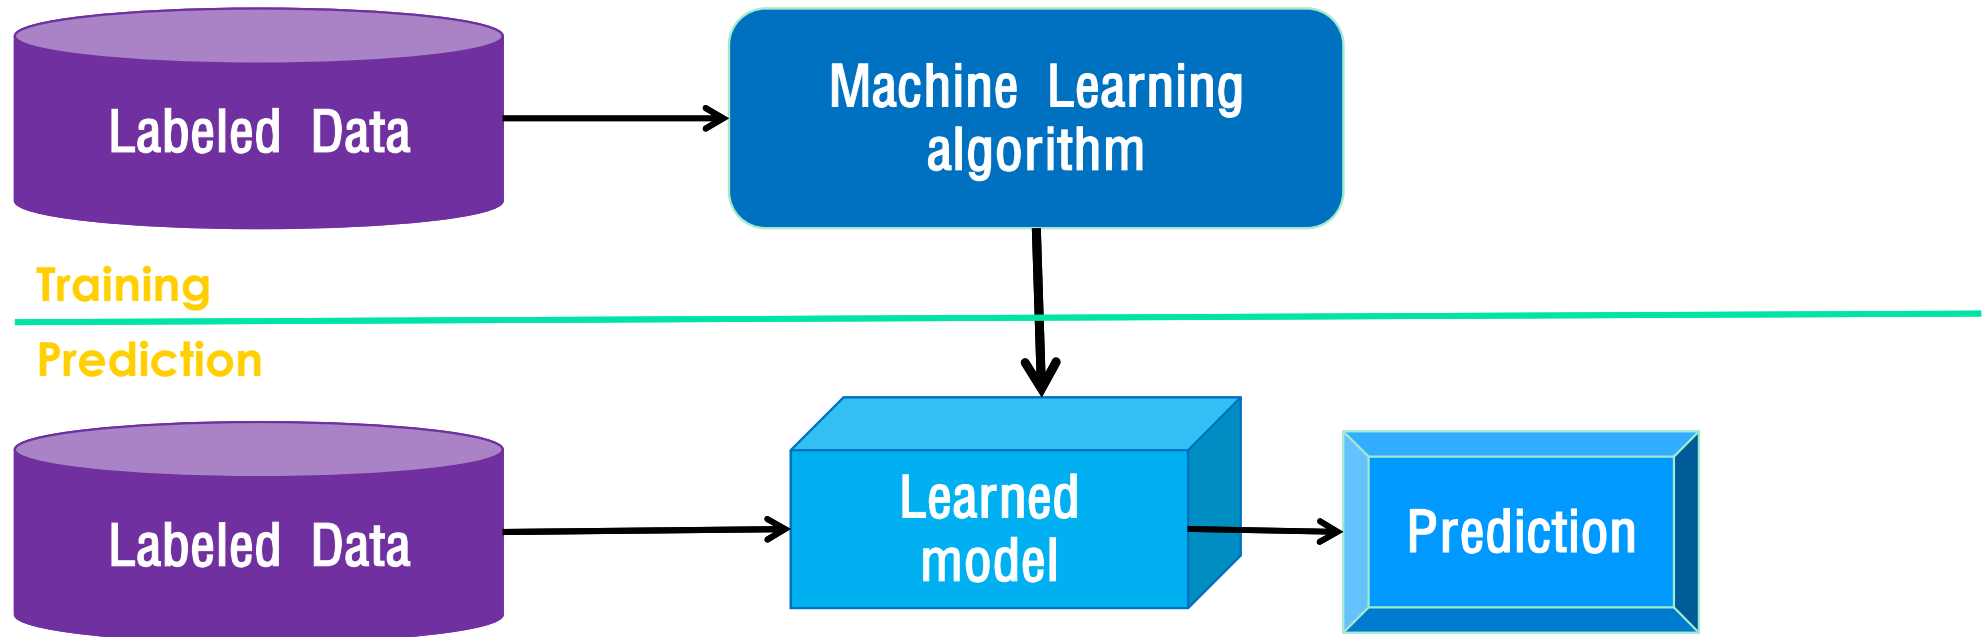 Labeled Data
Machine Learning
algorithm
Training
Prediction
Labeled Data
Learned
model
Prediction